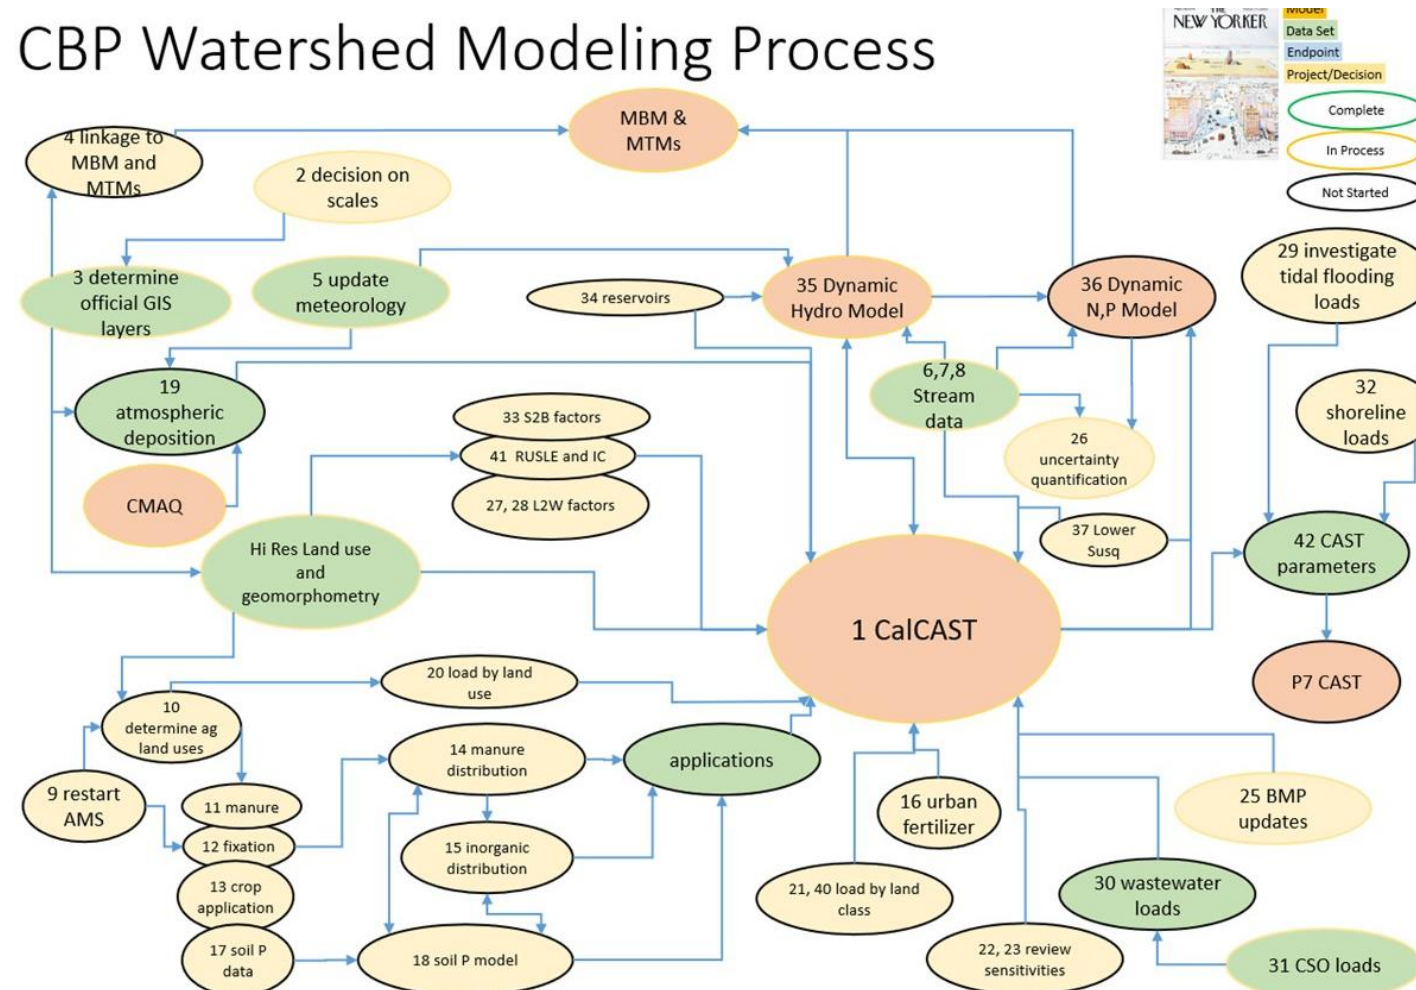 CBP Watershed Modeling Process
THE
NEW YORKER
Model
Data Set
Endpoint
Project/Decision
Complete
In Process
Not Started
4 linkage to
MBM and
MTMs
2 decision on
scales
MBM &
MTMs
3 determine
official GIS
layers
5 update
meteorology
34 reservoirs
35 Dynamic
Hydro Model
36 Dynamic
N,P Model
29 investigate
tidal flooding
loads
19
atmospheric
deposition
6,7,8
Stream
data
32
shoreline
loads
33 S2B factors
41 RUSLE and IC
27, 28 L2W factors
26
uncertainty
quantification
CMAQ
37 Lower
Susq
42 CAST
parameters
Hi Res Land use
and
geomorphometry
1 CalCAST
P7 CAST
20 load by land
use
10
determine ag
land uses
14 manure
distribution
applications
9 restart
AMS
11 manure
12 fixation
13 crop
application
17 soil P
data
15 inorganic
distribution
18 soil P model
16 urban
fertilizer
21, 40 load by land
class
22, 23 review
sensitivities
25 BMP
updates
30 wastewater
loads
31 CSO loads